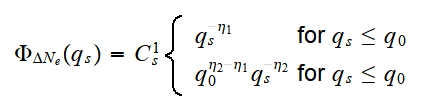 Φ_{ΔN_e}(q_s) = C_s^1 { q_s^{-η_1} for q_s ≤ q_0
q_0^{η_2-η_1} q_s^{-η_2} for q_s ≤ q_0